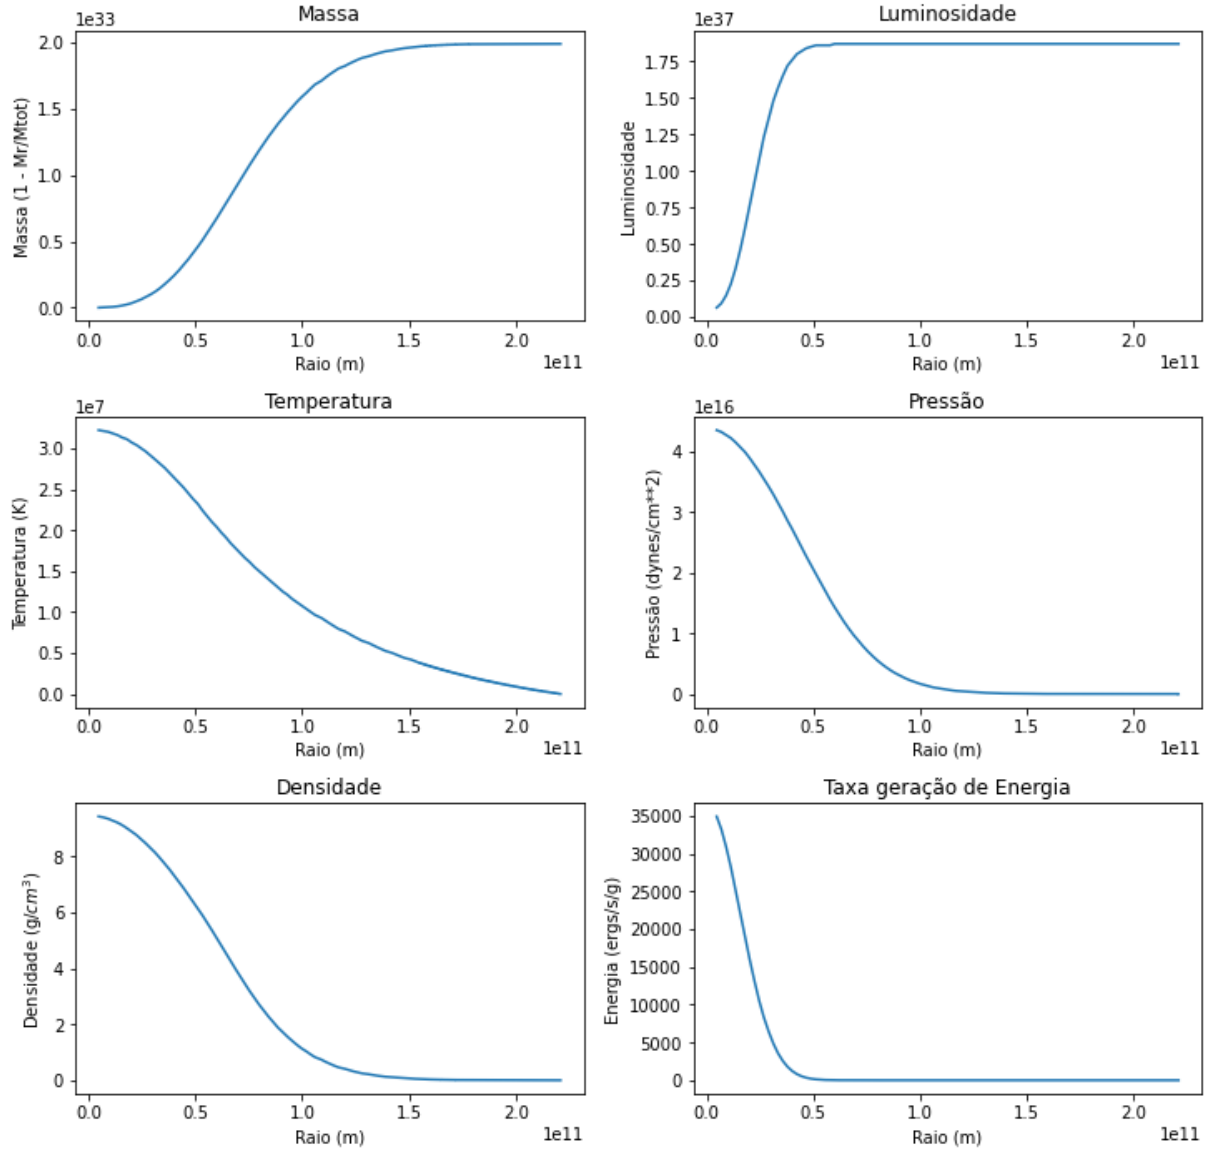 Massa
1e33
Massa (1 - Mr/Mtot)
2.0
1.5
1.0
0.5
0.0
0.0 0.5 1.0 1.5 2.0
Raio (m)
1e11
Luminosidade
1e37
Luminosidade
1.75
1.50
1.25
1.00
0.75
0.50
0.25
0.00
0.0 0.5 1.0 1.5 2.0
Raio (m)
1e11
Temperatura
1e7
Temperatura (K)
3.0
2.5
2.0
1.5
1.0
0.5
0.0
0.0 0.5 1.0 1.5 2.0
Raio (m)
1e11
Pressão
1e16
Pressão (dynes/cm**2)
4
3
2
1
0
0.0 0.5 1.0 1.5 2.0
Raio (m)
1e11
Densidade
Densidade (g/cm³)
8
6
4
2
0
0.0 0.5 1.0 1.5 2.0
Raio (m)
1e11
Taxa geração de Energia
Energia (ergs/s/g)
35000
30000
25000
20000
15000
10000
5000
0
0.0 0.5 1.0 1.5 2.0
Raio (m)
1e11